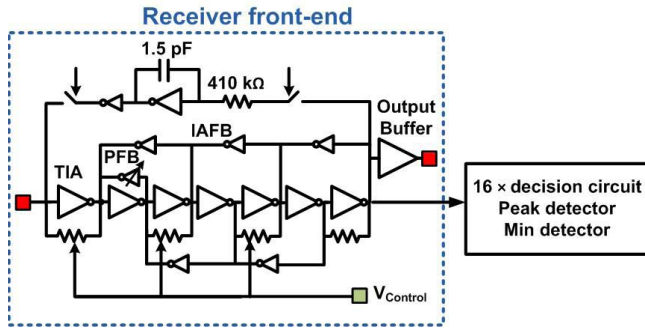 Receiver front-end
1.5 pF
410 kΩ
Output
Buffer
IAFB
PFB
TIA
16 × decision circuit
Peak detector
Min detector
VControl